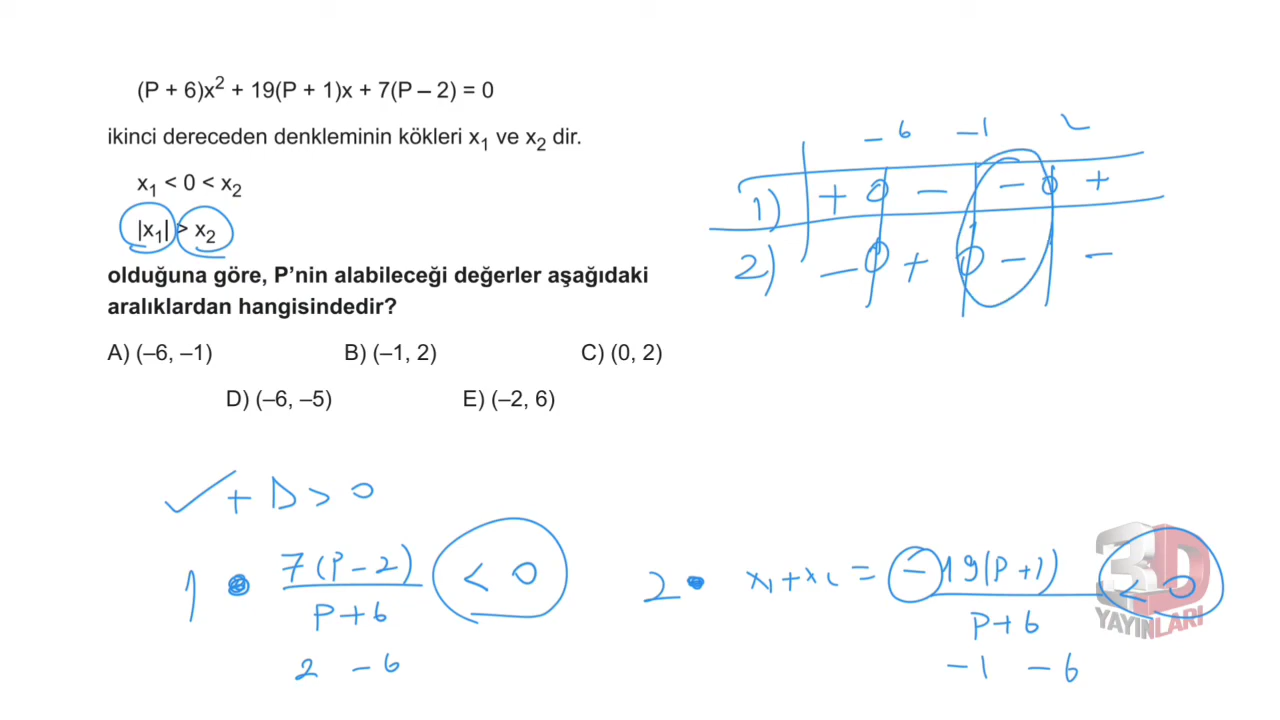 (P + 6)x² + 19(P + 1)x + 7(P – 2) = 0
ikinci dereceden denkleminin kökleri x₁ ve x₂ dir.
x₁ < 0 < x₂
|x₁| > x₂
olduğuna göre, P’nin alabileceği değerler aşağıdaki
aralıklardan hangisindedir?
A) (–6, –1) B) (–1, 2) C) (0, 2)
D) (–6, –5) E) (–2, 6)
–6 –1 2
1) + 0 – – 0 +
2) – 0 + 0 – –
✓ + D > 0
1 • 7(P – 2) / P + 6 < 0
2 –6
2 • x₁ + x₂ = –19(P + 1) / P + 6 < 0
–1 –6
3D
YAYINLARI